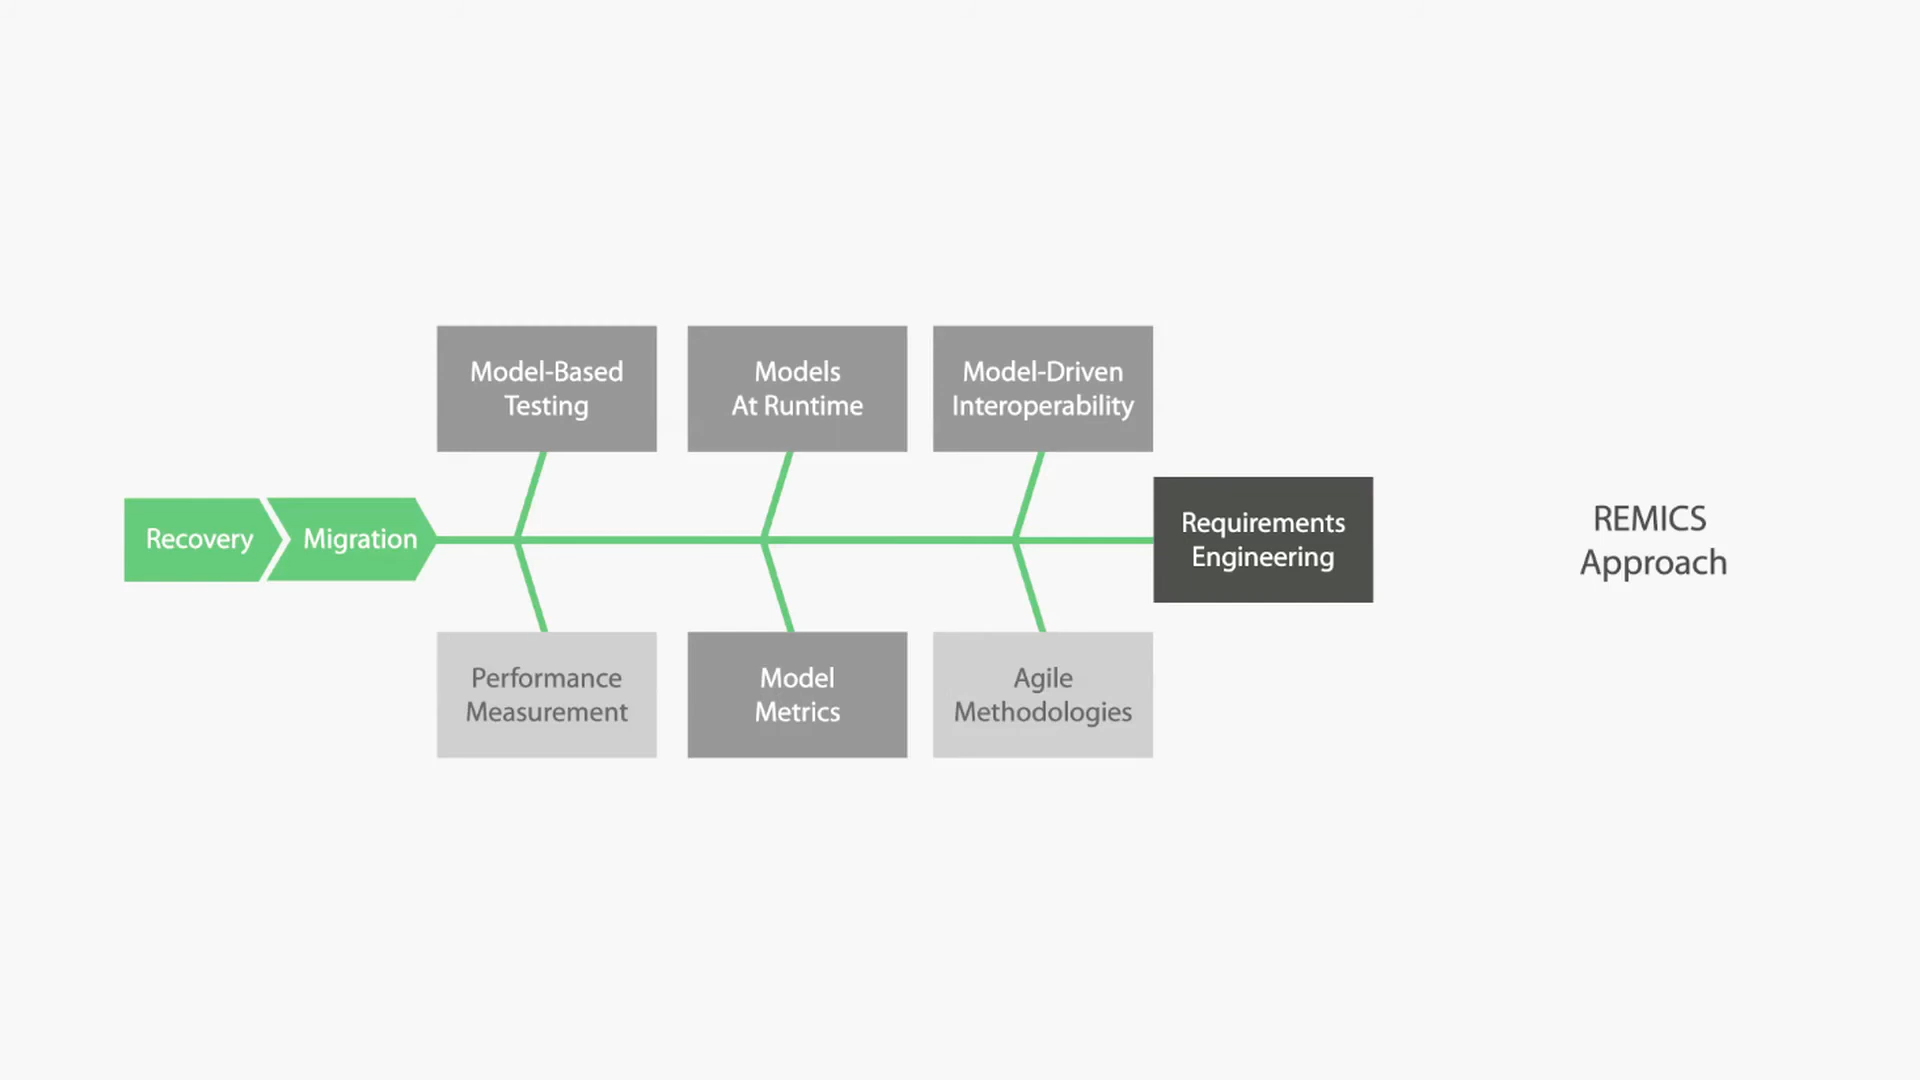 Model-Based
Testing
Models
At Runtime
Model-Driven
Interoperability
Recovery
Migration
Requirements
Engineering
REMICS
Approach
Performance
Measurement
Model
Metrics
Agile
Methodologies